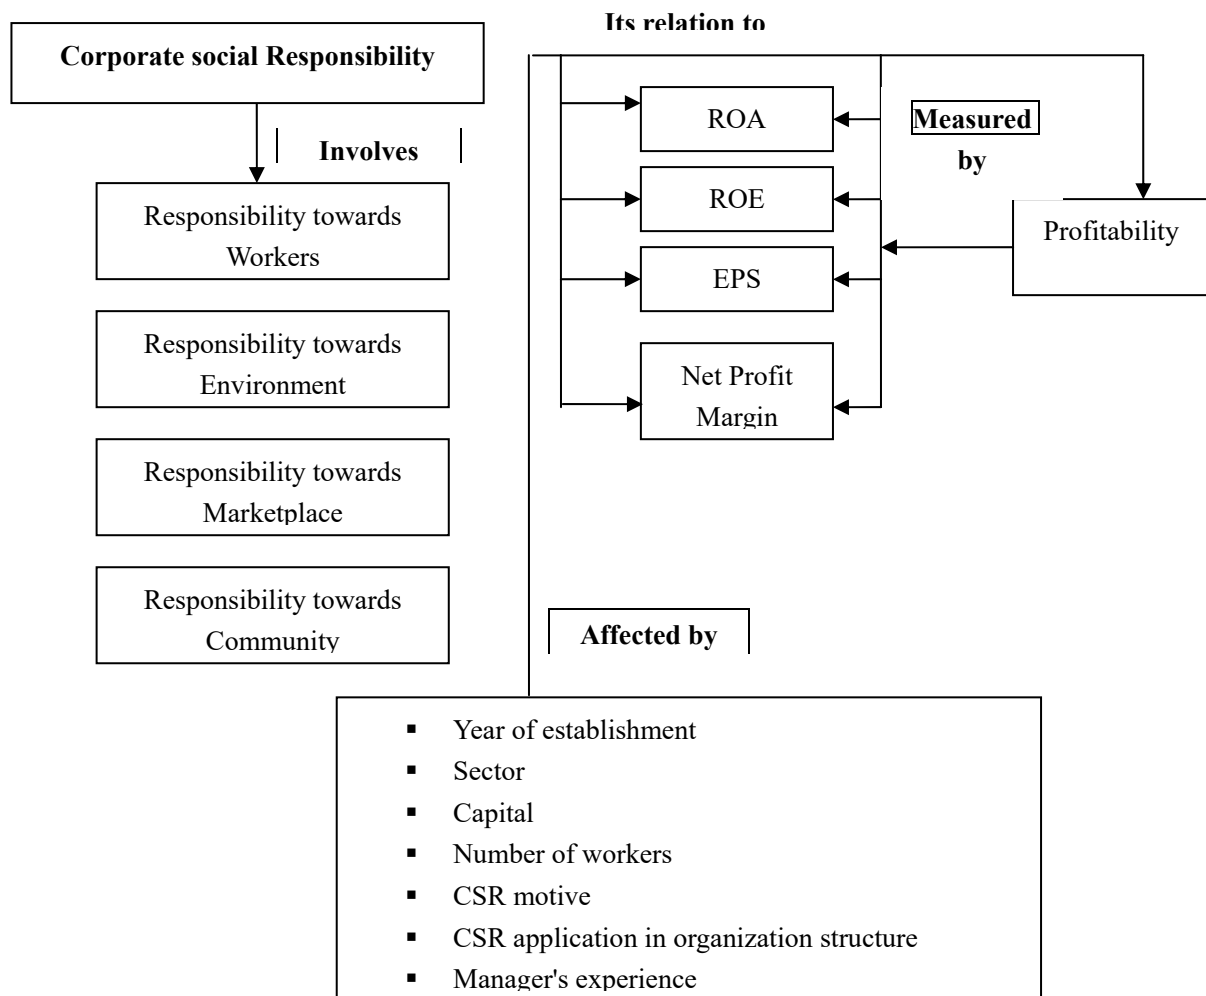 Its relation to
Corporate social Responsibility
Involves
Responsibility towards
Workers
Responsibility towards
Environment
Responsibility towards
Marketplace
Responsibility towards
Community
ROA
ROE
EPS
Net Profit
Margin
Measured
by
Profitability
Affected by
▪ Year of establishment
▪ Sector
▪ Capital
▪ Number of workers
▪ CSR motive
▪ CSR application in organization structure
▪ Manager's experience